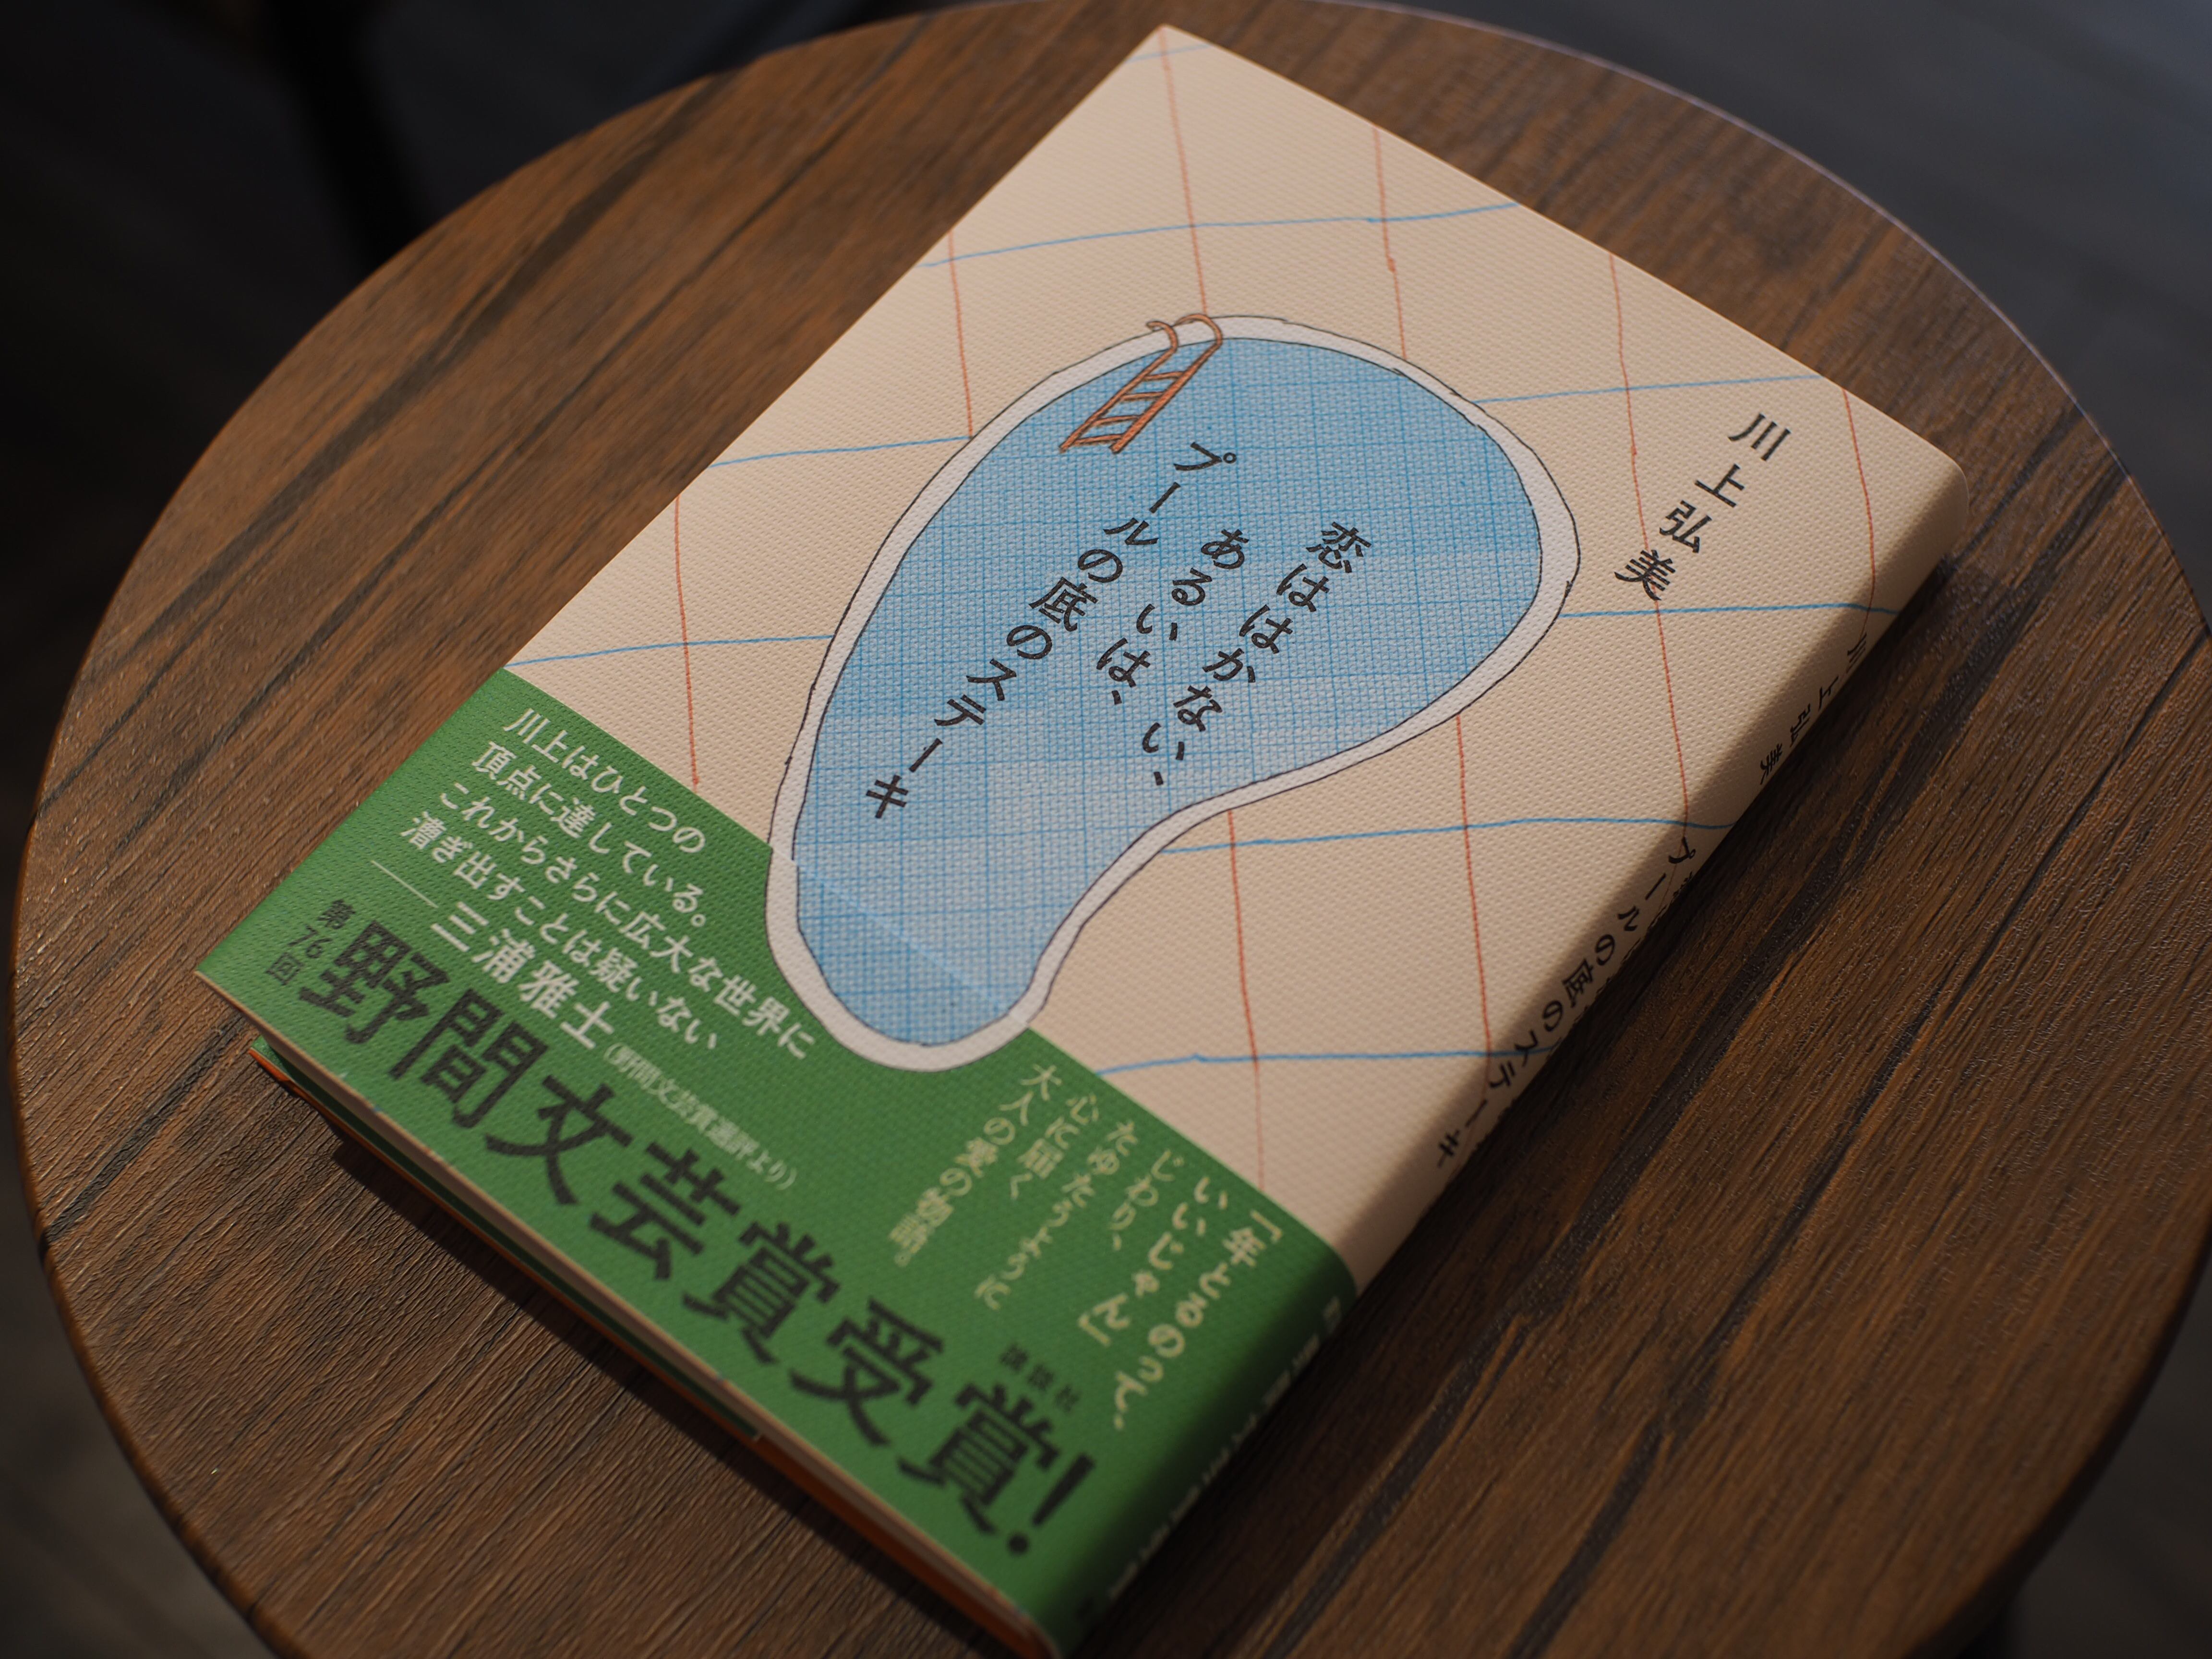 川上弘美
恋ははかない、
あるいは、
プールの底のステーキ
川上はひとつの
頂点に達している。
これからさらに広大な世界に
漕ぎ出すことは疑いない
──三浦雅士（野間文芸賞選評より）
「年とるのって、
いいじゃん」
じわり、
たゆたうように
心に届く
大人の愛の物語。
講談社
第76回
野間文芸賞受賞!
川上弘美
プールの底のステーキ